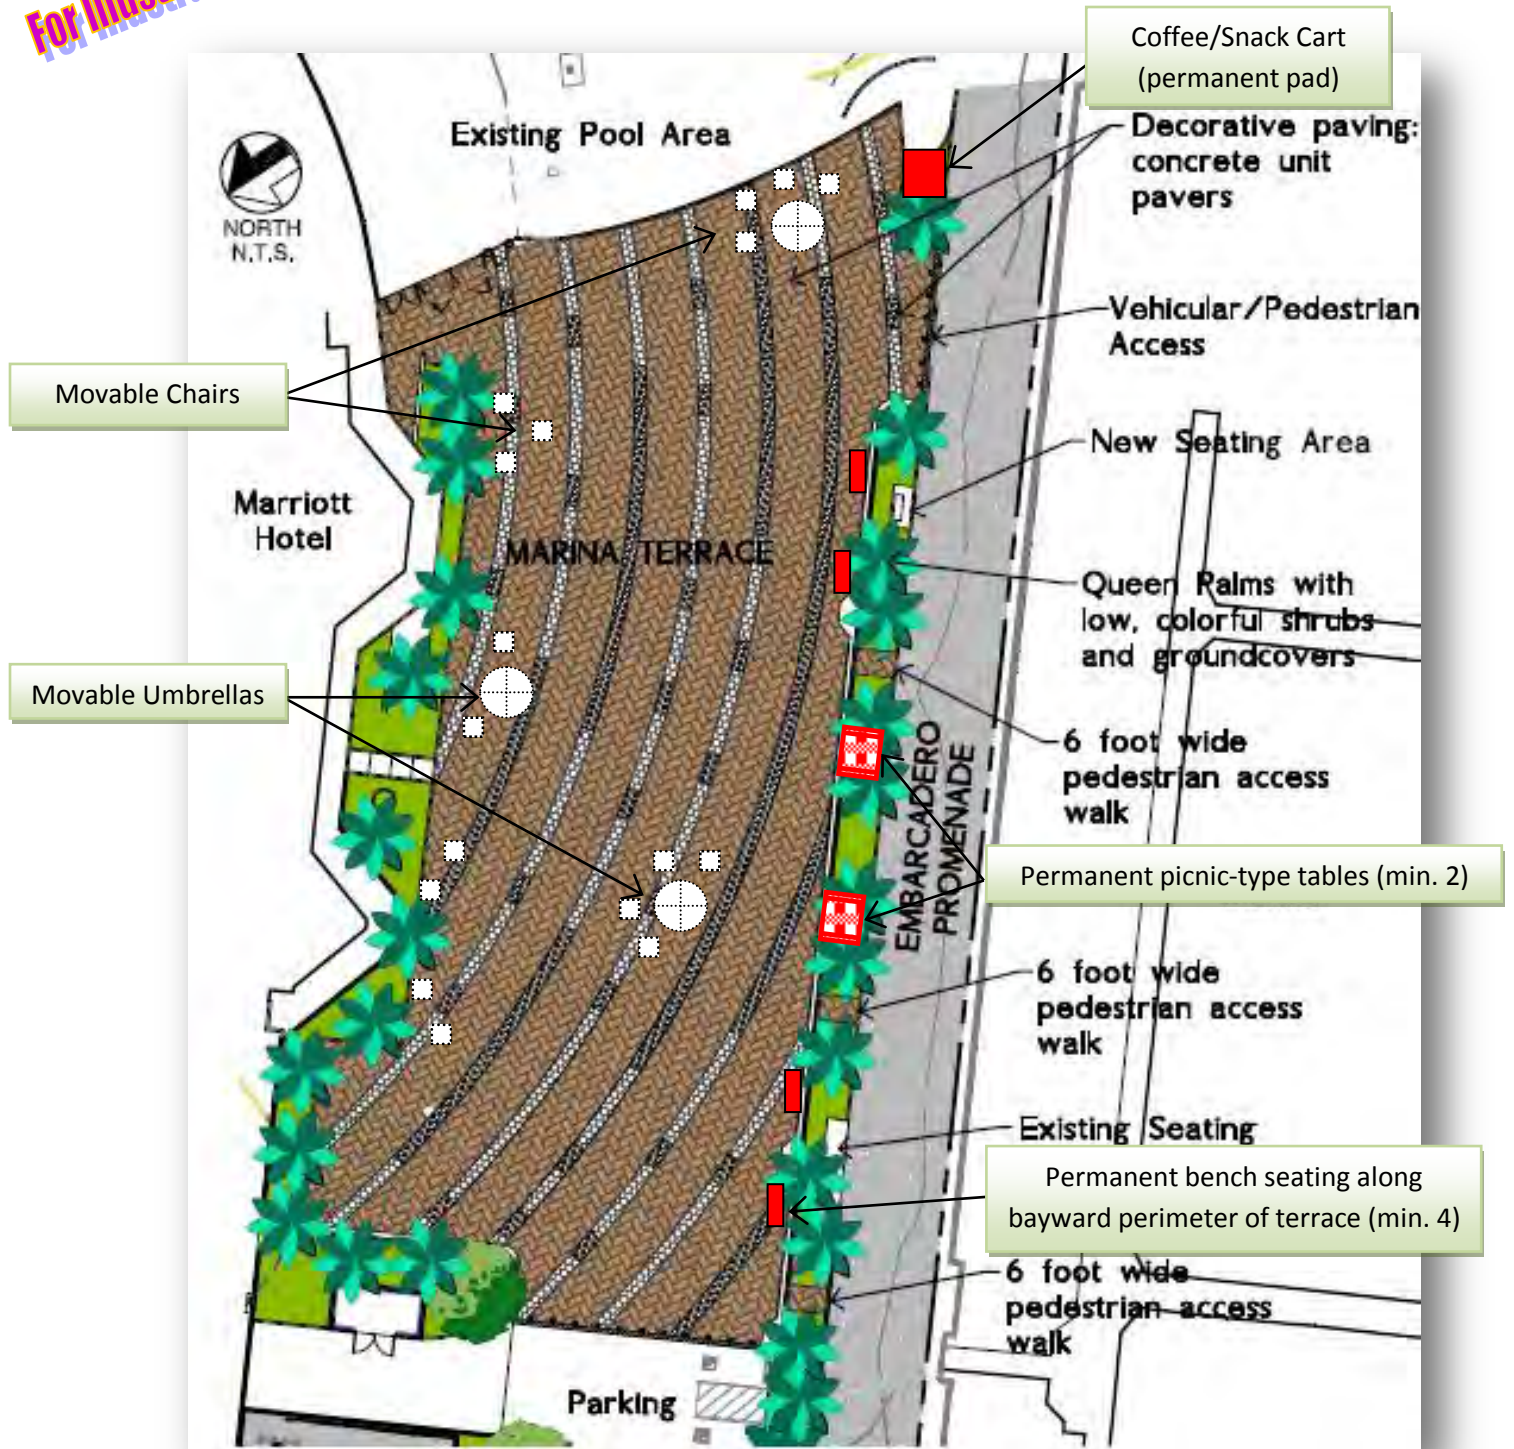 For
Coffee/Snack Cart
(permanent pad)
Existing Pool Area
Decorative paving:
concrete unit
pavers
NORTH
N.T.S.
Vehicular/Pedestrian
Access
Movable Chairs
New Seating Area
Marriott
Hotel
MARINA TERRACE
Queen Palms with
low, colorful shrubs
and groundcovers
Movable Umbrellas
6 foot wide
pedestrian access
walk
EMBARCADERO
PROMENADE
Permanent picnic-type tables (min. 2)
6 foot wide
pedestrian access
walk
Existing Seating
Permanent bench seating along
bayward perimeter of terrace (min. 4)
6 foot wide
pedestrian access
walk
Parking